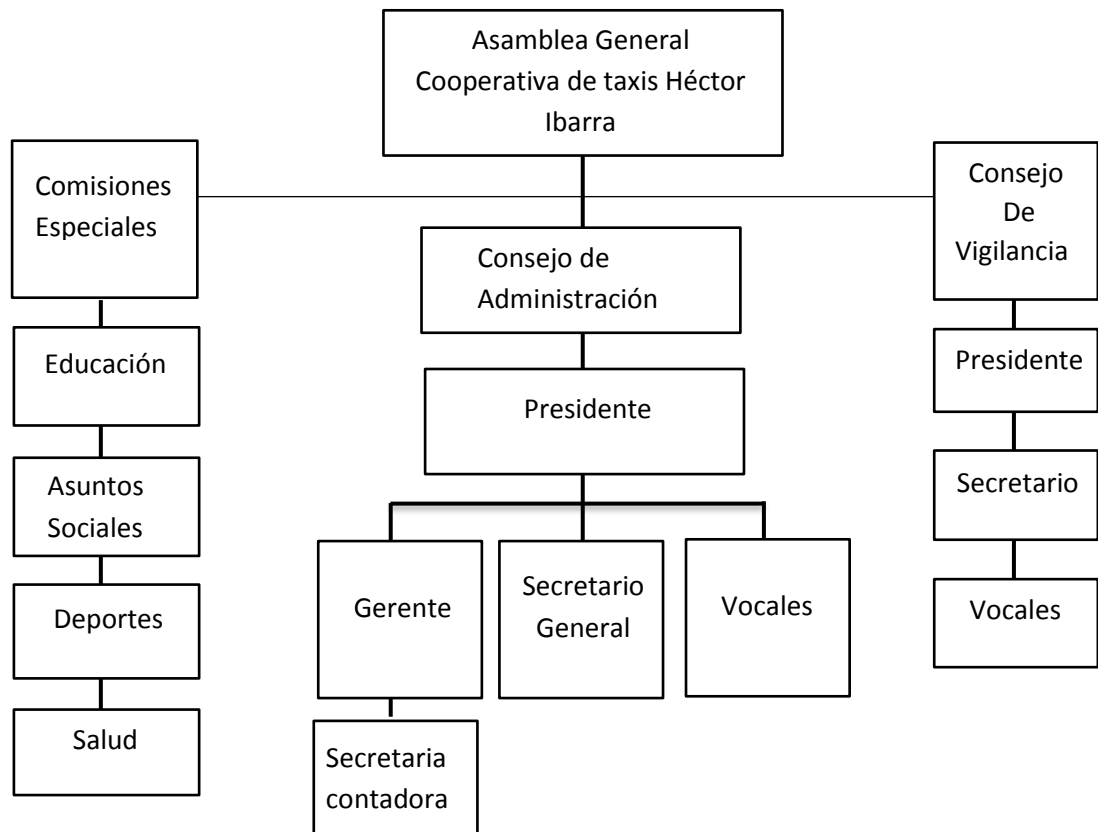 Asamblea General
Cooperativa de taxis Héctor
Ibarra
Comisiones
Especiales
Educación
Asuntos
Sociales
Deportes
Salud
Consejo de
Administración
Presidente
Gerente
Secretario
General
Vocales
Secretaria
contadora
Consejo
De
Vigilancia
Presidente
Secretario
Vocales